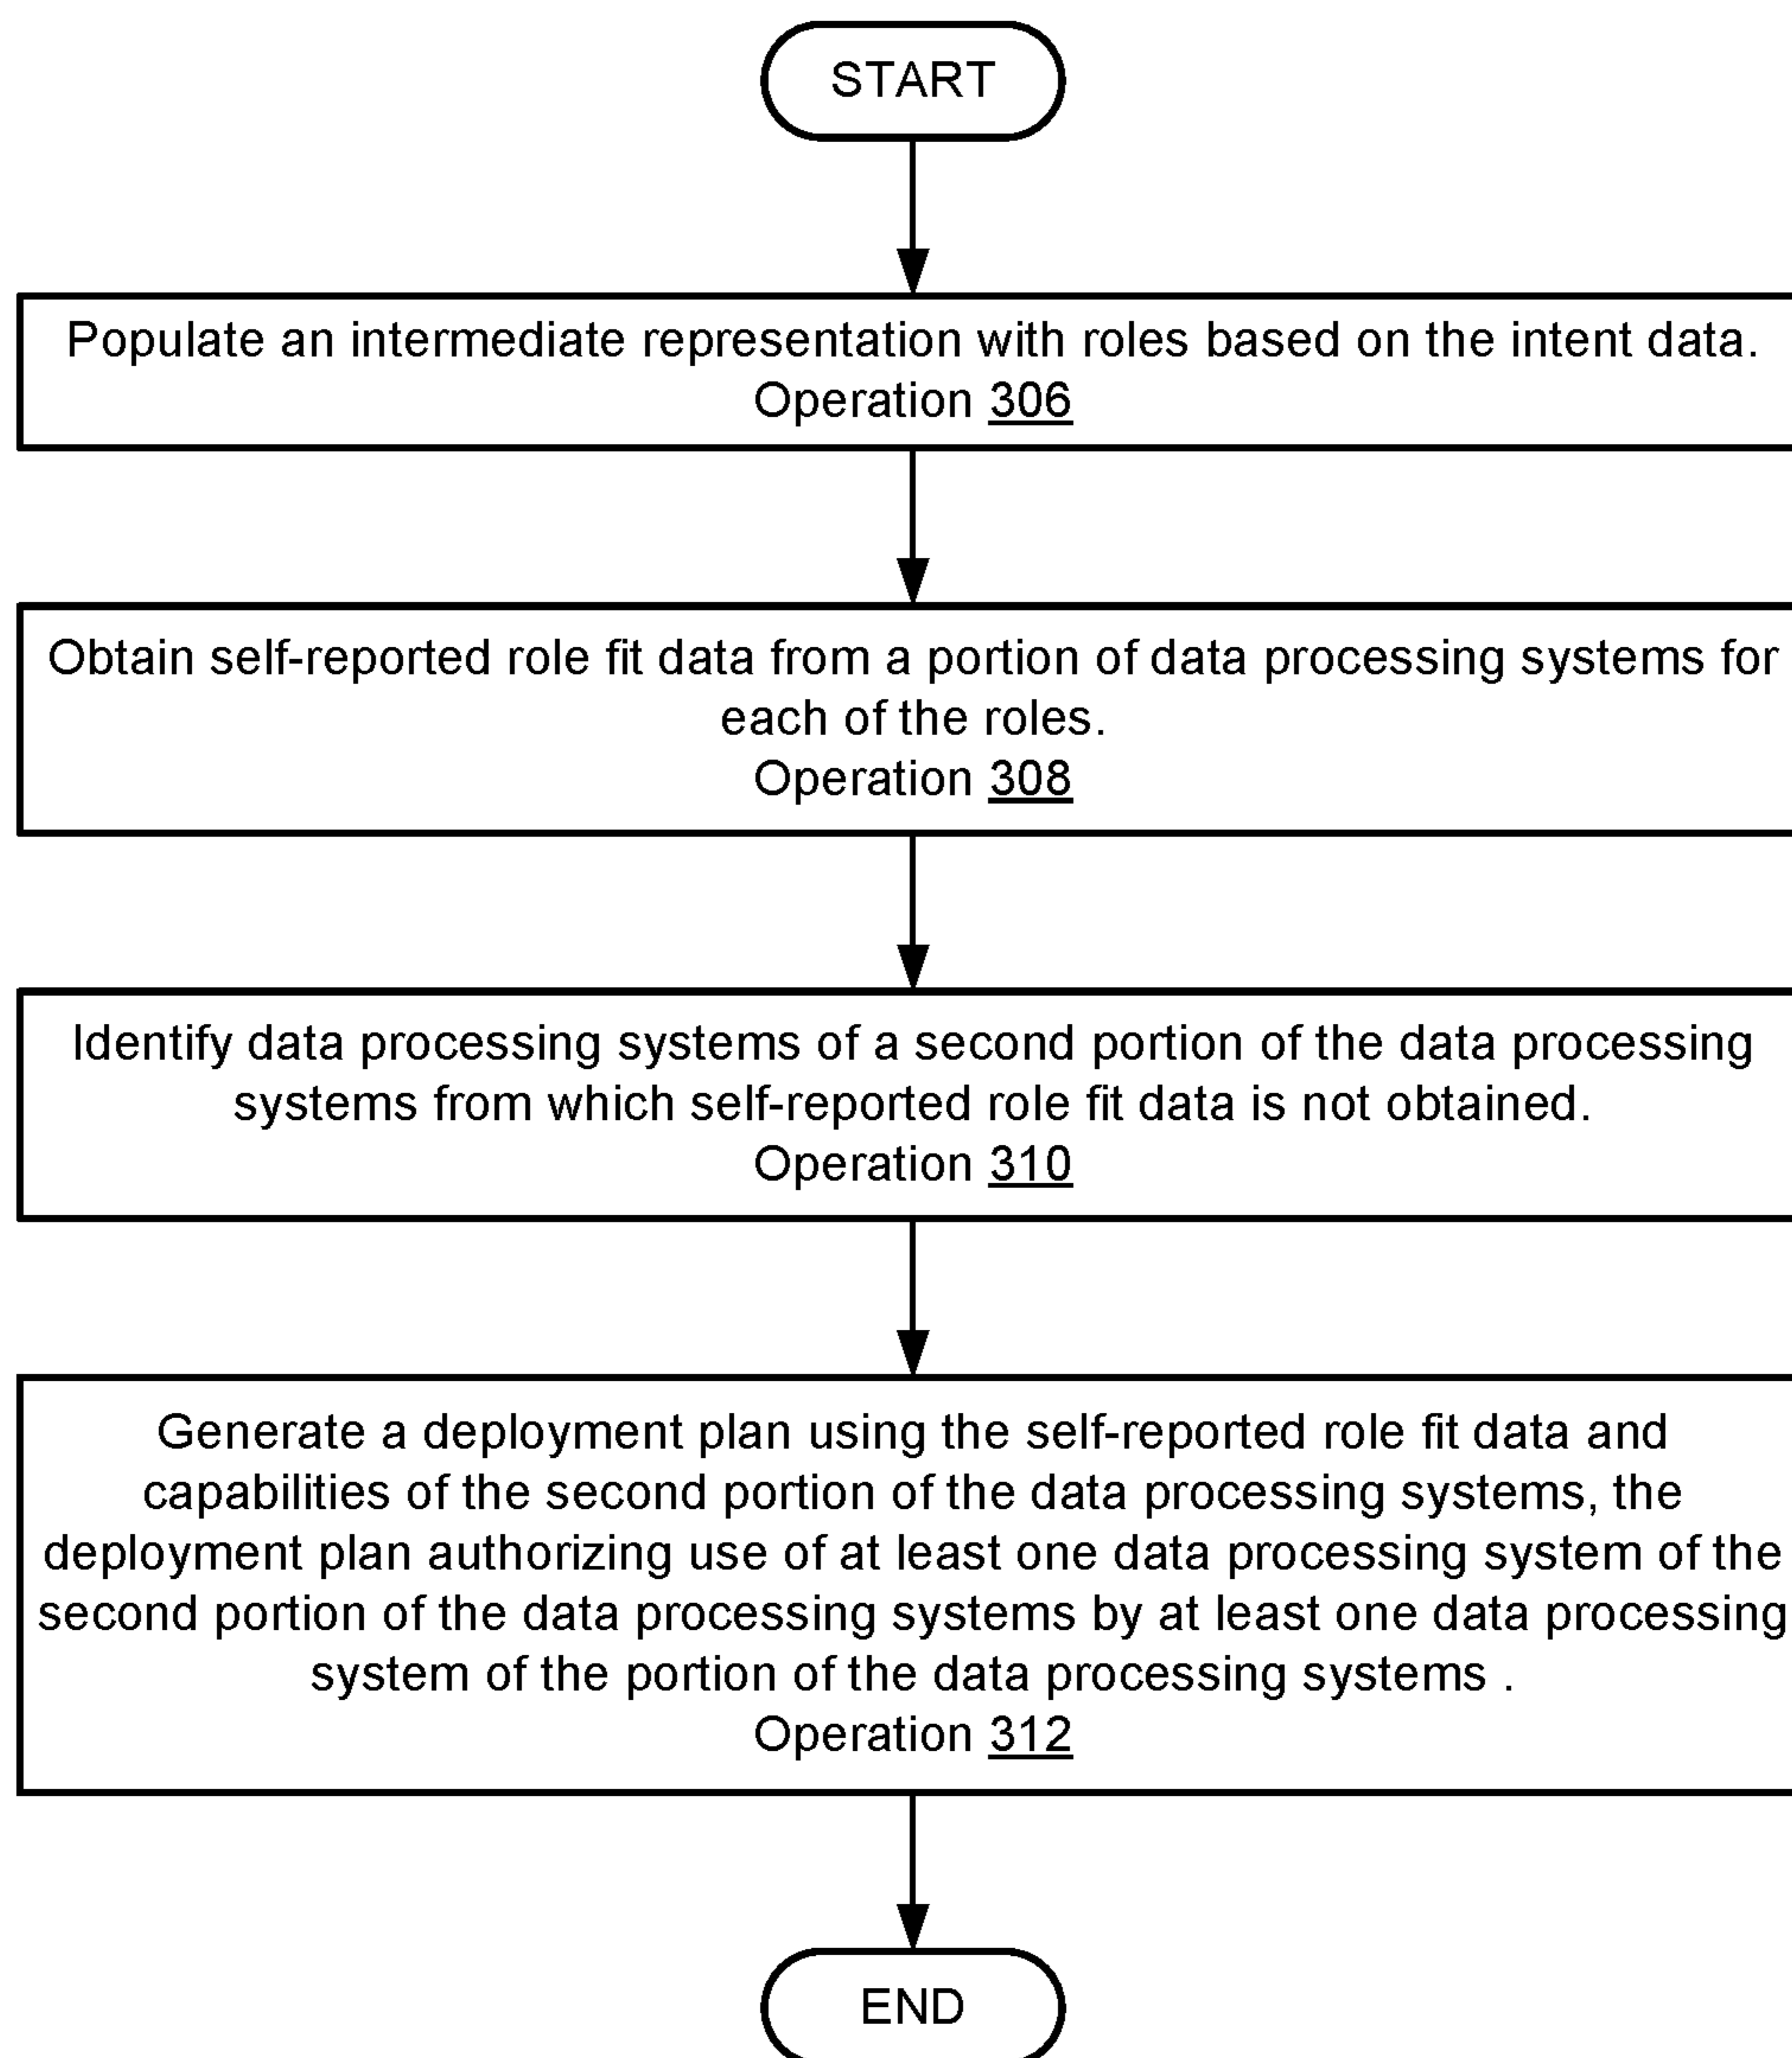 START
Populate an intermediate representation with roles based on the intent data.
Operation 306
Obtain self-reported role fit data from a portion of data processing systems for
each of the roles.
Operation 308
Identify data processing systems of a second portion of the data processing
systems from which self-reported role fit data is not obtained.
Operation 310
Generate a deployment plan using the self-reported role fit data and
capabilities of the second portion of the data processing systems, the
deployment plan authorizing use of at least one data processing system of the
second portion of the data processing systems by at least one data processing
system of the portion of the data processing systems .
Operation 312
END